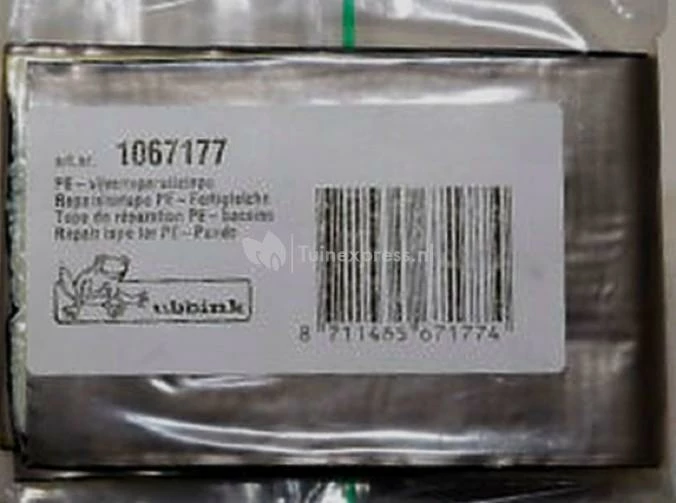 art.nr. 1067177
PE - vijverreparatietape
Reparaturtape PE - Fertigteiche
Tape de réparation PE - bassins
Repair tape for PE - Ponds
Tuinexpress.nl
ubbink
8 711465 671774